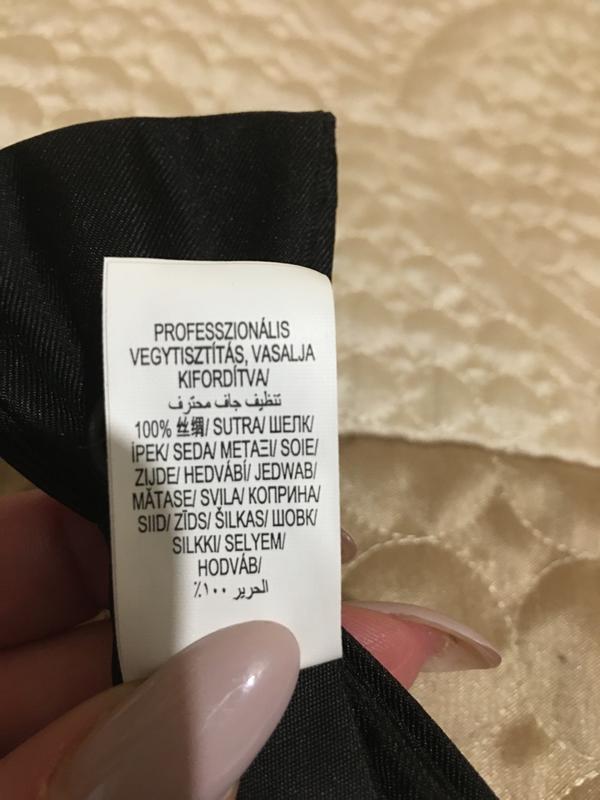 PROFESSZIONÁLIS
VEGYTISZTÍTÁS, VASALJA
KIFORDÍTVA/
تنظيف جاف محترف
100% 丝绸/ SUTRA/ ШЕЛК/
İPEK/ SEDA/ ΜΕΤΑΞΙ/ SOIE/
ZIJDE/ HEDVÁBÍ/ JEDWAB/
MĂTASE/ SVILA/ КОПРИНА/
SIID/ ZĪDS/ ŠILKAS/ ШОВК/
SILKKI/ SELYEM/
HODVÁB/
الحرير ١٠٠٪